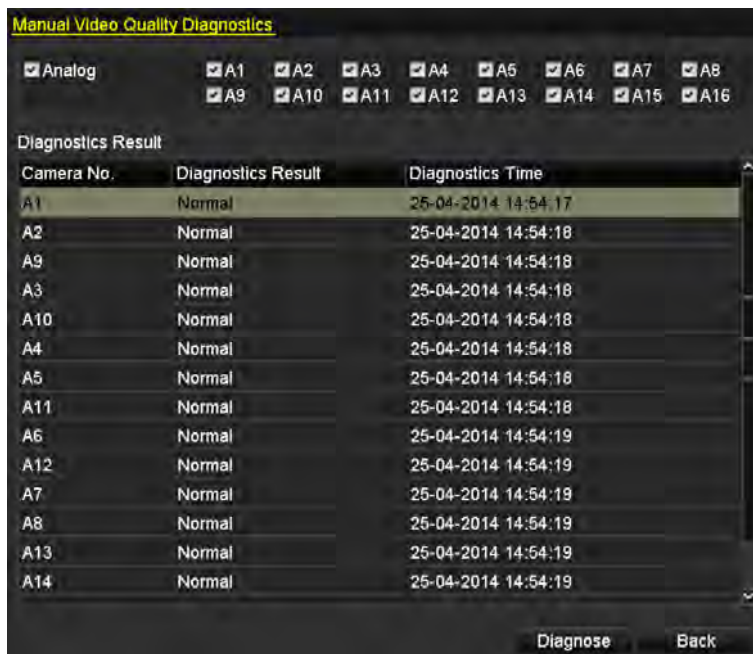 Manual Video Quality Diagnostics
Analog A1 A2 A3 A4 A5 A6 A7 A8
A9 A10 A11 A12 A13 A14 A15 A16
Diagnostics Result
Camera No. Diagnostics Result Diagnostics Time
A1 Normal 25-04-2014 14:54:17
A2 Normal 25-04-2014 14:54:18
A9 Normal 25-04-2014 14:54:18
A3 Normal 25-04-2014 14:54:18
A10 Normal 25-04-2014 14:54:18
A4 Normal 25-04-2014 14:54:18
A5 Normal 25-04-2014 14:54:18
A11 Normal 25-04-2014 14:54:18
A6 Normal 25-04-2014 14:54:19
A12 Normal 25-04-2014 14:54:19
A7 Normal 25-04-2014 14:54:19
A8 Normal 25-04-2014 14:54:19
A13 Normal 25-04-2014 14:54:19
A14 Normal 25-04-2014 14:54:19
Diagnose Back